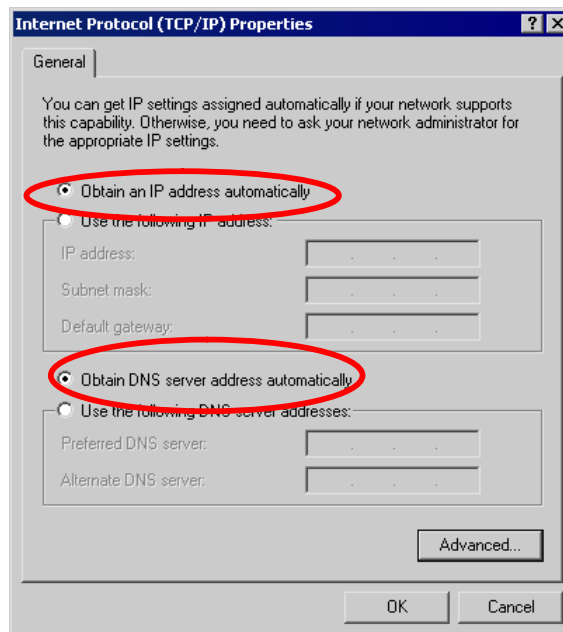 Internet Protocol (TCP/IP) Properties
General
You can get IP settings assigned automatically if your network supports
this capability. Otherwise, you need to ask your network administrator for
the appropriate IP settings.
Obtain an IP address automatically
Use the following IP address:
IP address:
Subnet mask:
Default gateway:
Obtain DNS server address automatically
Use the following DNS server addresses:
Preferred DNS server:
Alternate DNS server:
Advanced...
OK
Cancel